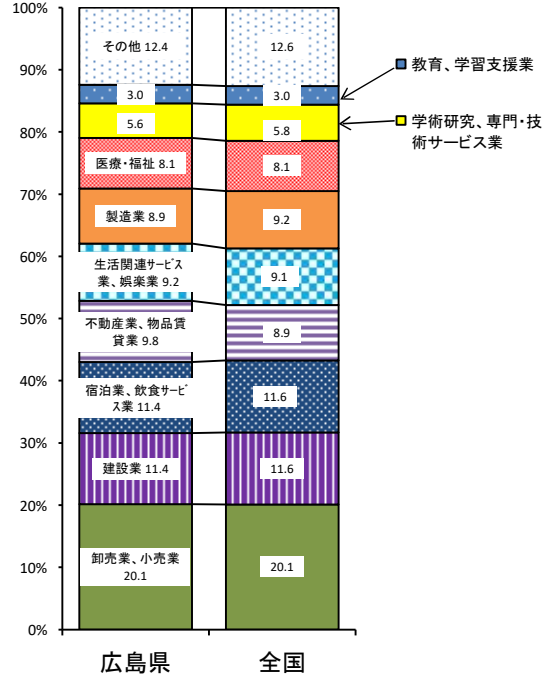 100%
90%
80%
70%
60%
50%
40%
30%
20%
10%
0%
その他 12.4
3.0
5.6
医療・福祉 8.1
製造業 8.9
生活関連サービス
業、娯楽業 9.2
不動産業、物品賃
貸業 9.8
宿泊業、飲食サービ
ス業 11.4
建設業 11.4
卸売業、小売業
20.1
12.6
3.0
5.8
8.1
9.2
9.1
8.9
11.6
11.6
20.1
教育、学習支援業
学術研究、専門・技
術サービス業
広島県
全国